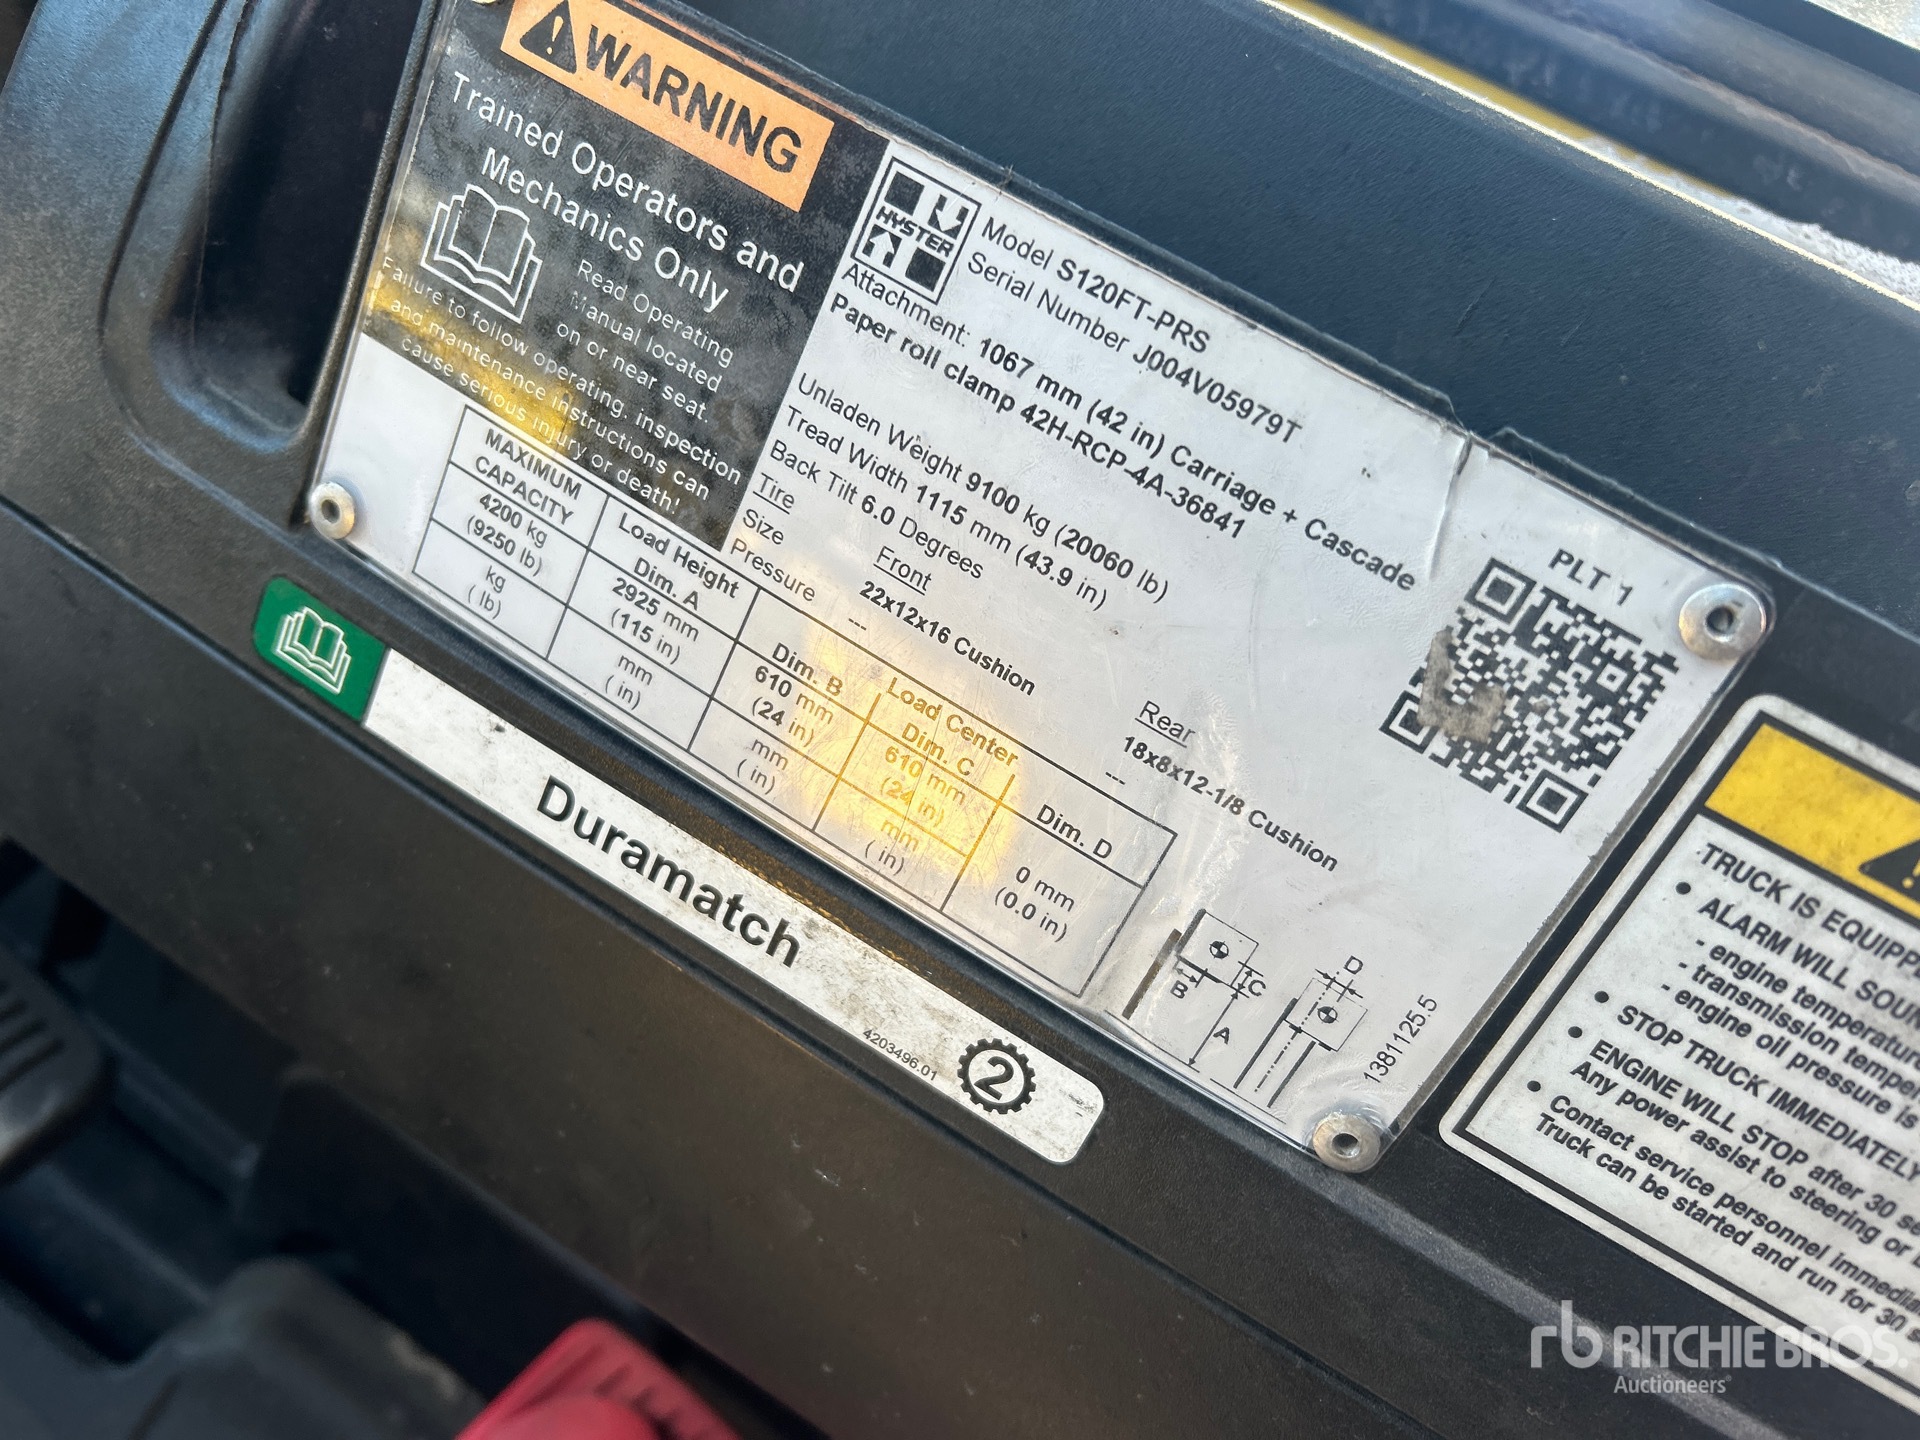 WARNING
Trained Operators and
Mechanics Only
Read Operating
Manual located
on or near seat.
Failure to follow operating, inspection
and maintenance instructions can
cause serious injury or death!
HYSTER
Model S120FT-PRS
Serial Number J004V05979T
Attachment: 1067 mm (42 in) Carriage + Cascade
Paper roll clamp 42H-RCP-4A-36841
Unladen Weight 9100 kg (20060 lb)
Tread Width 1115 mm (43.9 in)
Back Tilt 6.0 Degrees
Tire Front Rear
Size 22x12x16 Cushion 18x8x12-1/8 Cushion
Pressure --- ---
PLT 1
MAXIMUM CAPACITY
Load Height
Load Center
Dim. A Dim. B Dim. C Dim. D
4200 kg 2925 mm 610 mm 610 mm 0 mm
(9250 lb) (115 in) (24 in) (24 in) (0.0 in)
kg mm mm mm
( lb) ( in) ( in) ( in)
B C A D
1381125.5
Duramatch
4203496.01
2
TRUCK IS EQUIPPE
• ALARM WILL SOUN
- engine temperature
- transmission temper
- engine oil pressure is
• STOP TRUCK IMMEDIATELY
• ENGINE WILL STOP after 30 se
Any power assist to steering or
• Contact service personnel immedia
Truck can be started and run for 30 s
rb RITCHIE BROS.
Auctioneers